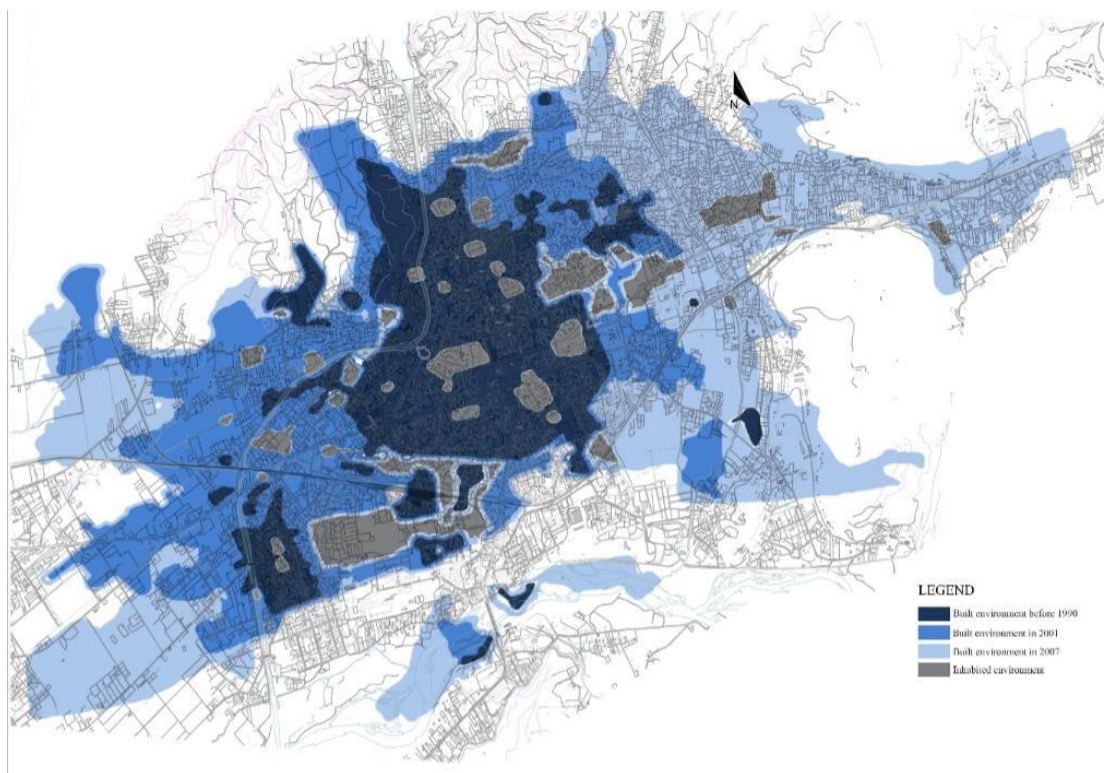 N
LEGEND
Built environment before 1990
Built environment in 2001
Built environment in 2007
Inhabited environment